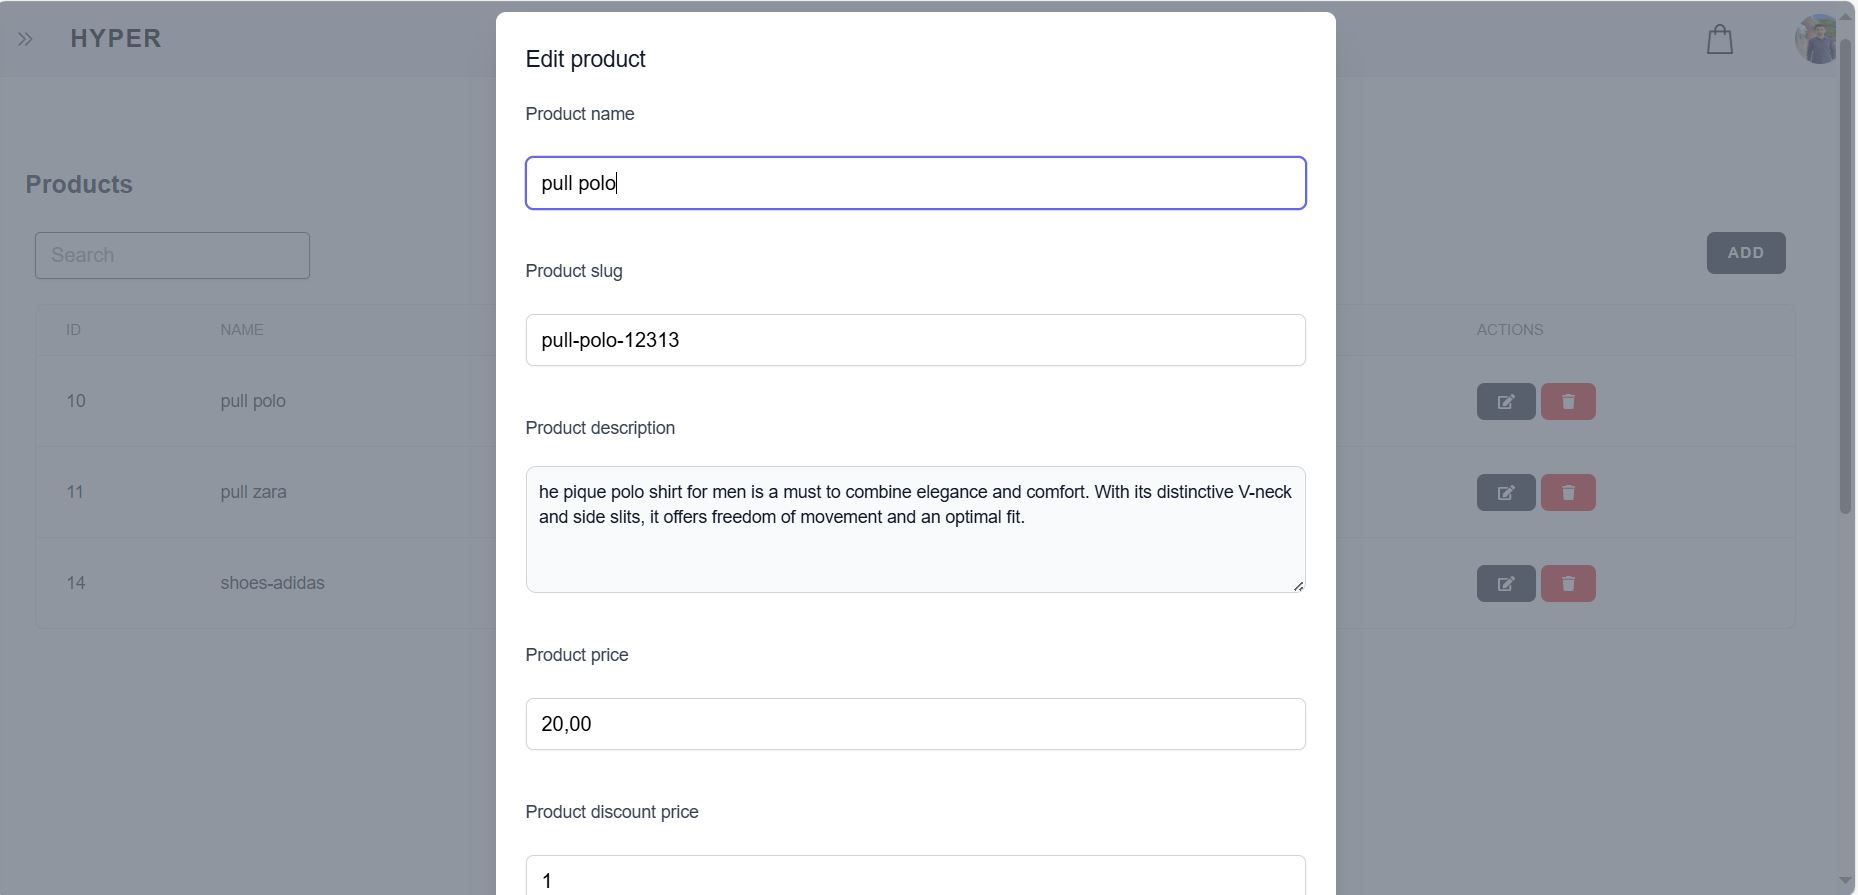 HYPER
Products
Search
ADD
ID NAME ACTIONS
10 pull polo
11 pull zara
14 shoes-adidas
Edit product
Product name
pull polo
Product slug
pull-polo-12313
Product description
he pique polo shirt for men is a must to combine elegance and comfort. With its distinctive V-neck
and side slits, it offers freedom of movement and an optimal fit.
Product price
20,00
Product discount price
1